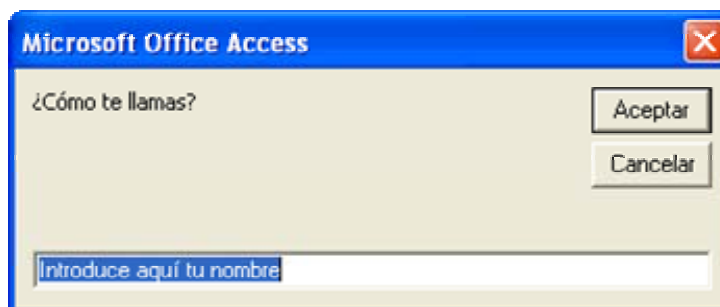 Microsoft Office Access
¿Cómo te llamas?
Aceptar
Cancelar
Introduce aquí tu nombre